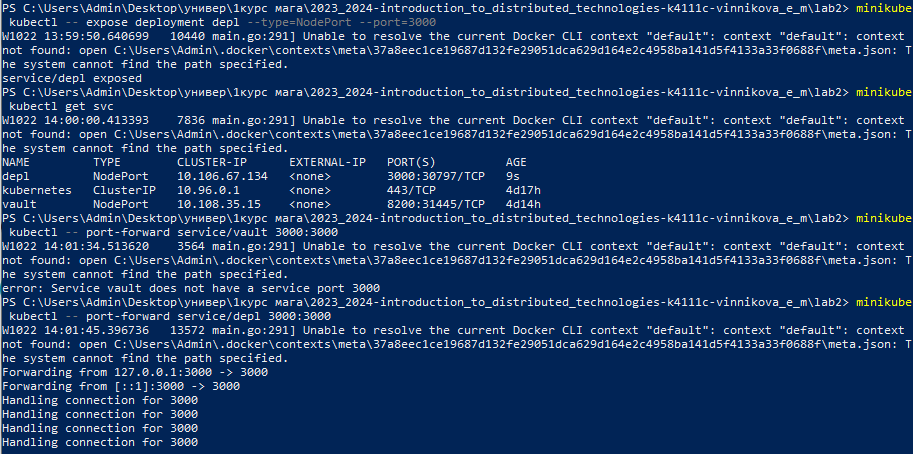 PS C:\Users\Admin\Desktop\универ\1курс мага\2023_2024-introduction_to_distributed_technologies-k4111c-vinnikova_e_m\lab2> minikube
 kubectl -- expose deployment depl --type=NodePort --port=3000
W1022 13:59:50.640699   10440 main.go:291] Unable to resolve the current Docker CLI context "default": context "default": context
not found: open C:\Users\Admin\.docker\contexts\meta\37a8eec1ce19687d132fe29051dca629d164e2c4958ba141d5f4133a33f0688f\meta.json: T
he system cannot find the path specified.
service/depl exposed
PS C:\Users\Admin\Desktop\универ\1курс мага\2023_2024-introduction_to_distributed_technologies-k4111c-vinnikova_e_m\lab2> minikube
 kubectl get svc
W1022 14:00:00.413393    7836 main.go:291] Unable to resolve the current Docker CLI context "default": context "default": context
not found: open C:\Users\Admin\.docker\contexts\meta\37a8eec1ce19687d132fe29051dca629d164e2c4958ba141d5f4133a33f0688f\meta.json: T
he system cannot find the path specified.
NAME         TYPE        CLUSTER-IP      EXTERNAL-IP   PORT(S)          AGE
depl         NodePort    10.106.67.134   <none>        3000:30797/TCP   9s
kubernetes   ClusterIP   10.96.0.1       <none>        443/TCP          4d17h
vault        NodePort    10.108.35.15    <none>        8200:31445/TCP   4d14h
PS C:\Users\Admin\Desktop\универ\1курс мага\2023_2024-introduction_to_distributed_technologies-k4111c-vinnikova_e_m\lab2> minikube
 kubectl -- port-forward service/vault 3000:3000
W1022 14:01:34.513620    3564 main.go:291] Unable to resolve the current Docker CLI context "default": context "default": context
not found: open C:\Users\Admin\.docker\contexts\meta\37a8eec1ce19687d132fe29051dca629d164e2c4958ba141d5f4133a33f0688f\meta.json: T
he system cannot find the path specified.
error: Service vault does not have a service port 3000
PS C:\Users\Admin\Desktop\универ\1курс мага\2023_2024-introduction_to_distributed_technologies-k4111c-vinnikova_e_m\lab2> minikube
 kubectl -- port-forward service/depl 3000:3000
W1022 14:01:45.396736   13572 main.go:291] Unable to resolve the current Docker CLI context "default": context "default": context
not found: open C:\Users\Admin\.docker\contexts\meta\37a8eec1ce19687d132fe29051dca629d164e2c4958ba141d5f4133a33f0688f\meta.json: T
he system cannot find the path specified.
Forwarding from 127.0.0.1:3000 -> 3000
Forwarding from [::1]:3000 -> 3000
Handling connection for 3000
Handling connection for 3000
Handling connection for 3000
Handling connection for 3000